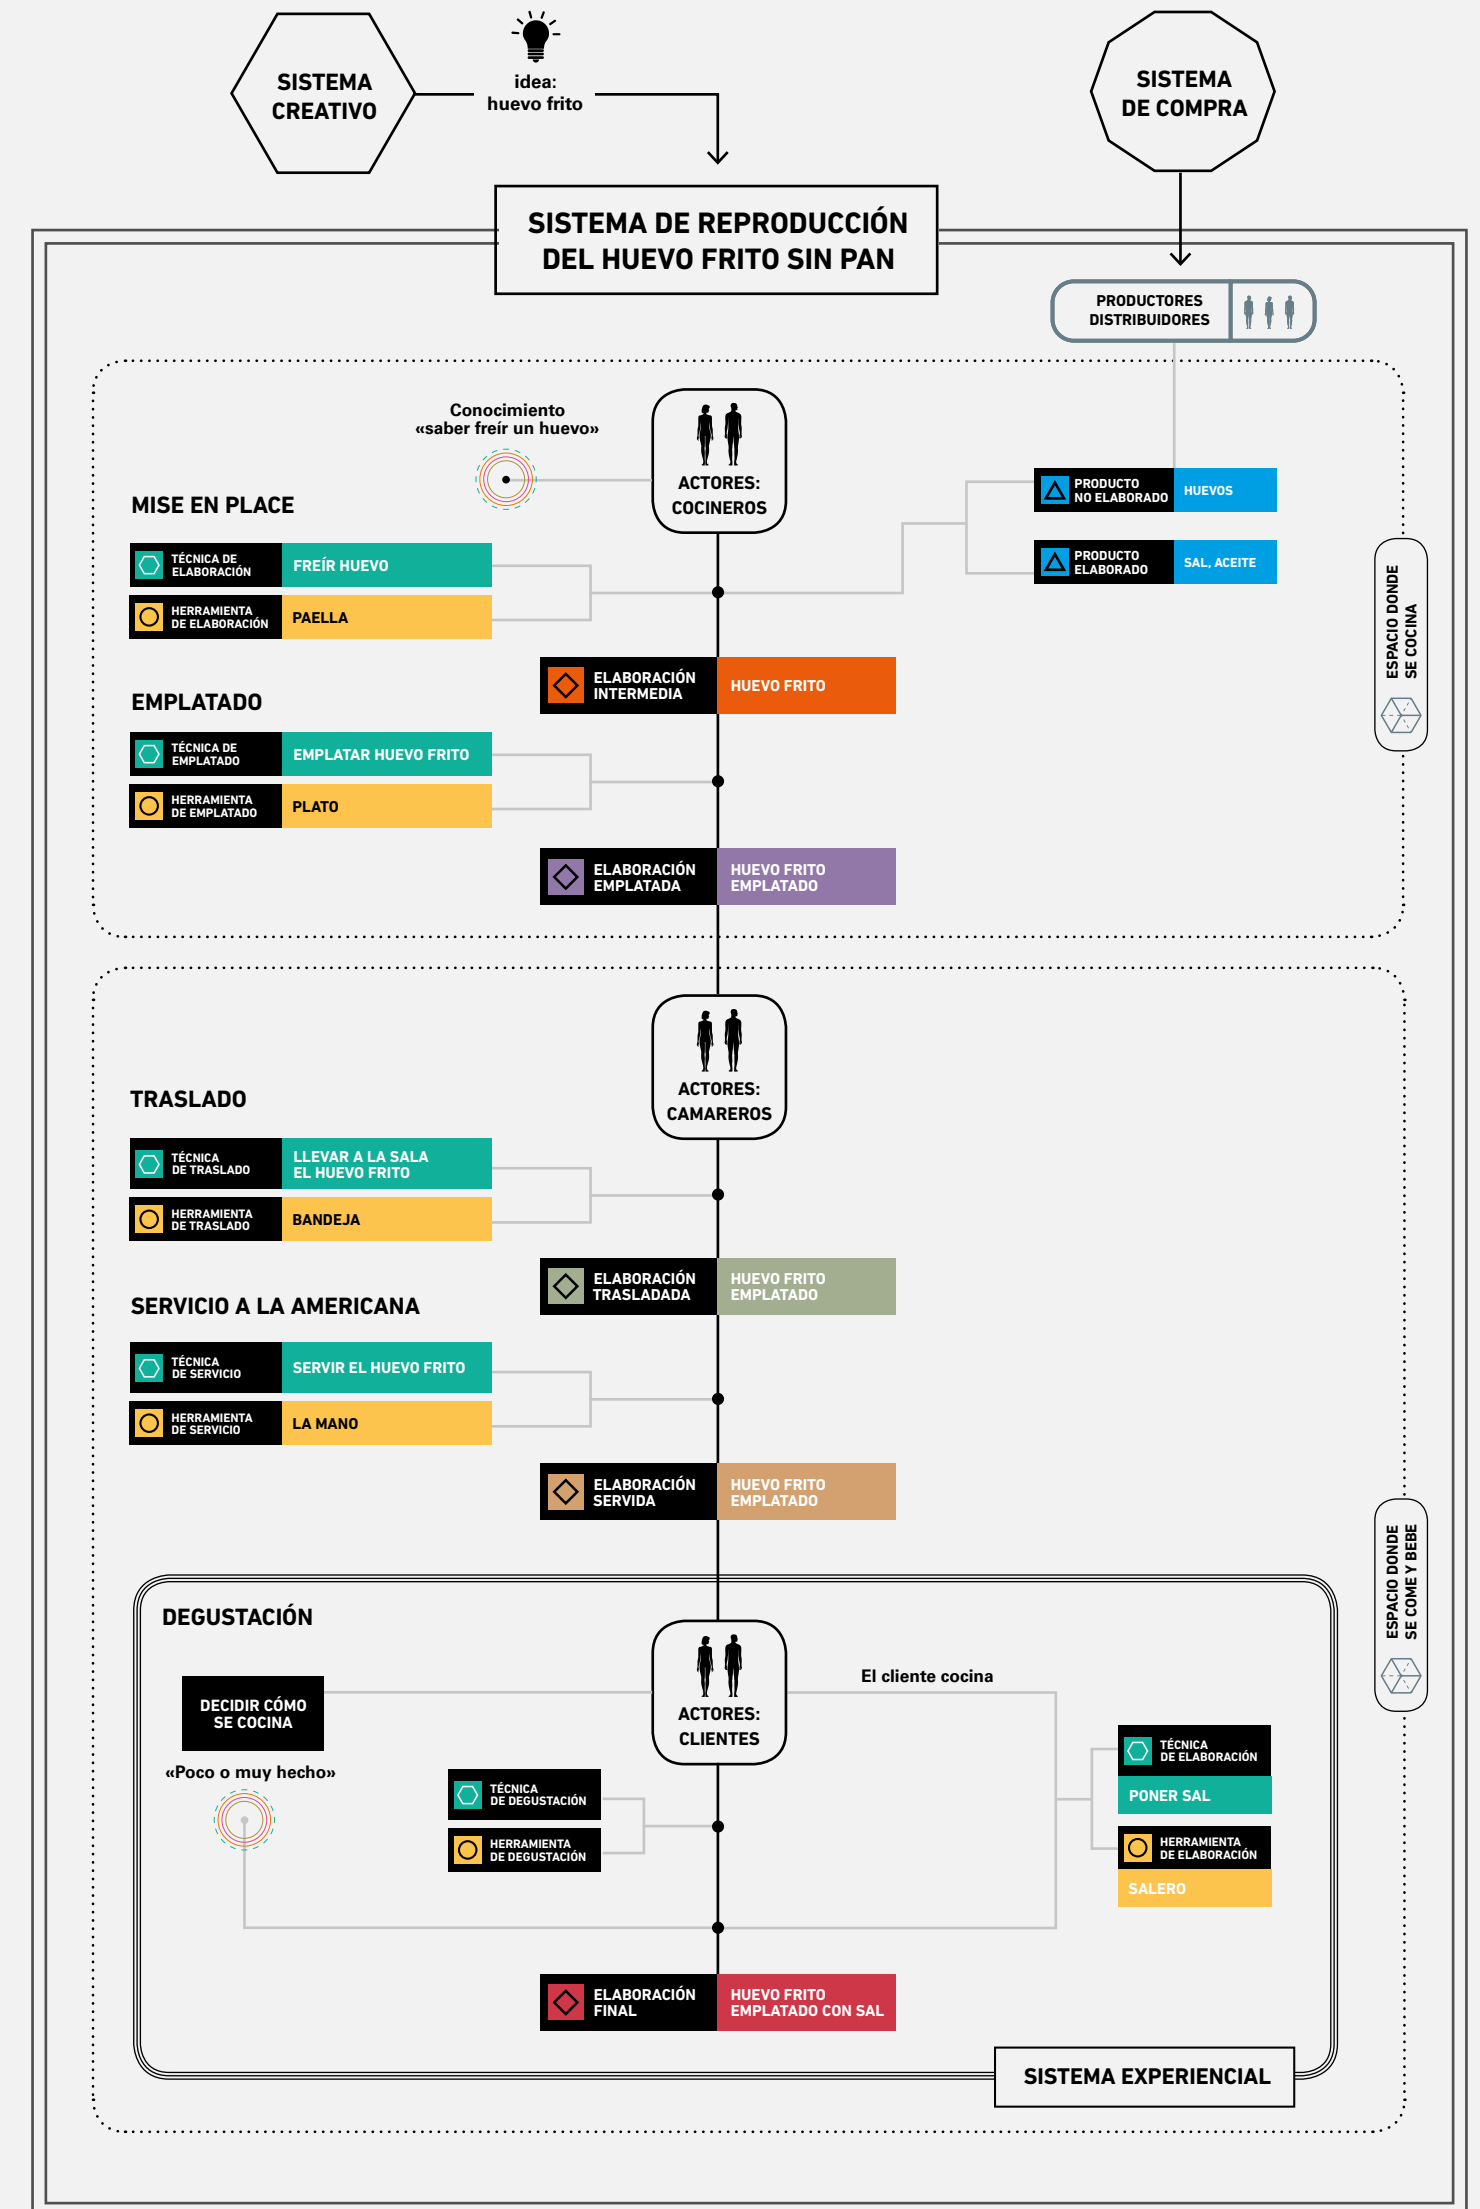 SISTEMA
CREATIVO
idea:
huevo frito
SISTEMA
DE COMPRA
SISTEMA DE REPRODUCCIÓN
DEL HUEVO FRITO SIN PAN
PRODUCTORES
DISTRIBUIDORES
Conocimiento
«saber freír un huevo»
ACTORES:
COCINEROS
PRODUCTO
NO ELABORADO
HUEVOS
PRODUCTO
ELABORADO
SAL, ACEITE
ESPACIO DONDE
SE COCINA
MISE EN PLACE
TÉCNICA DE
ELABORACIÓN
FREÍR HUEVO
HERRAMIENTA
DE ELABORACIÓN
PAELLA
ELABORACIÓN
INTERMEDIA
HUEVO FRITO
EMPLATADO
TÉCNICA DE
EMPLATADO
EMPLATAR HUEVO FRITO
HERRAMIENTA
DE EMPLATADO
PLATO
ELABORACIÓN
EMPLATADA
HUEVO FRITO
EMPLATADO
ACTORES:
CAMAREROS
TRASLADO
TÉCNICA
DE TRASLADO
LLEVAR A LA SALA
EL HUEVO FRITO
HERRAMIENTA
DE TRASLADO
BANDEJA
ELABORACIÓN
TRASLADADA
HUEVO FRITO
EMPLATADO
SERVICIO A LA AMERICANA
TÉCNICA
DE SERVICIO
SERVIR EL HUEVO FRITO
HERRAMIENTA
DE SERVICIO
LA MANO
ELABORACIÓN
SERVIDA
HUEVO FRITO
EMPLATADO
ESPACIO DONDE
SE COME Y BEBE
DEGUSTACIÓN
ACTORES:
CLIENTES
El cliente cocina
DECIDIR CÓMO
SE COCINA
«Poco o muy hecho»
TÉCNICA
DE DEGUSTACIÓN
HERRAMIENTA
DE DEGUSTACIÓN
TÉCNICA
DE ELABORACIÓN
PONER SAL
HERRAMIENTA
DE ELABORACIÓN
SALERO
ELABORACIÓN
FINAL
HUEVO FRITO
EMPLATADO CON SAL
SISTEMA EXPERIENCIAL